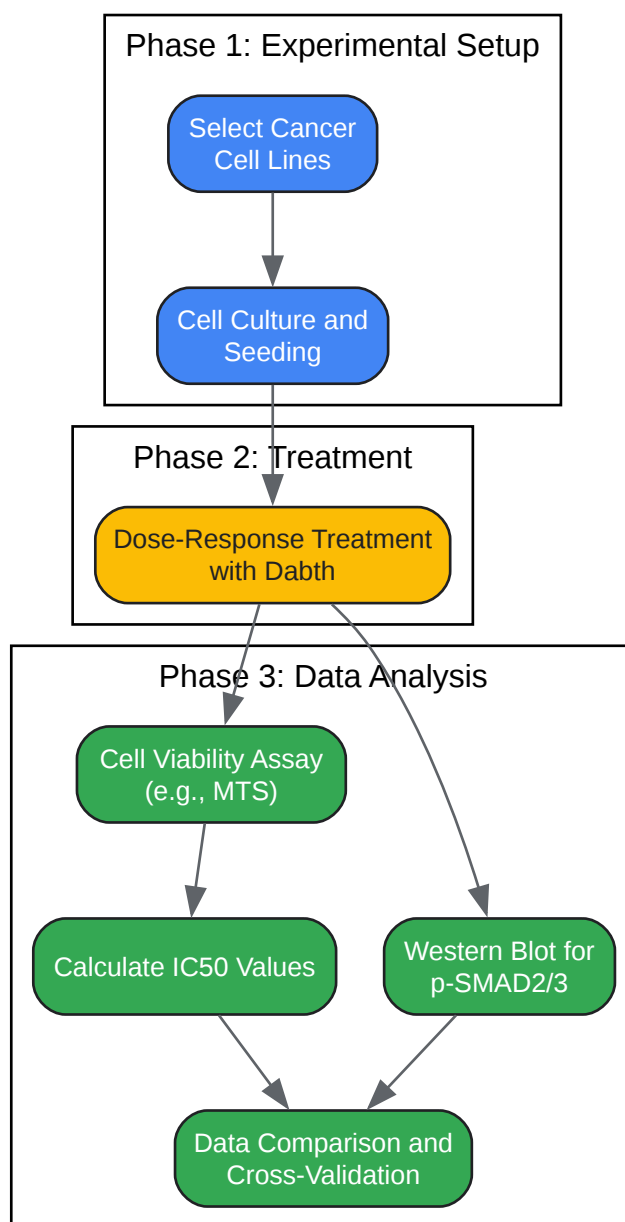 Phase 1: Experimental Setup
Select Cancer
Cell Lines
Cell Culture and
Seeding
Phase 2: Treatment
Dose-Response Treatment
with Dabth
Phase 3: Data Analysis
Cell Viability Assay
(e.g., MTS)
Calculate IC50 Values
Western Blot for
p-SMAD2/3
Data Comparison and
Cross-Validation